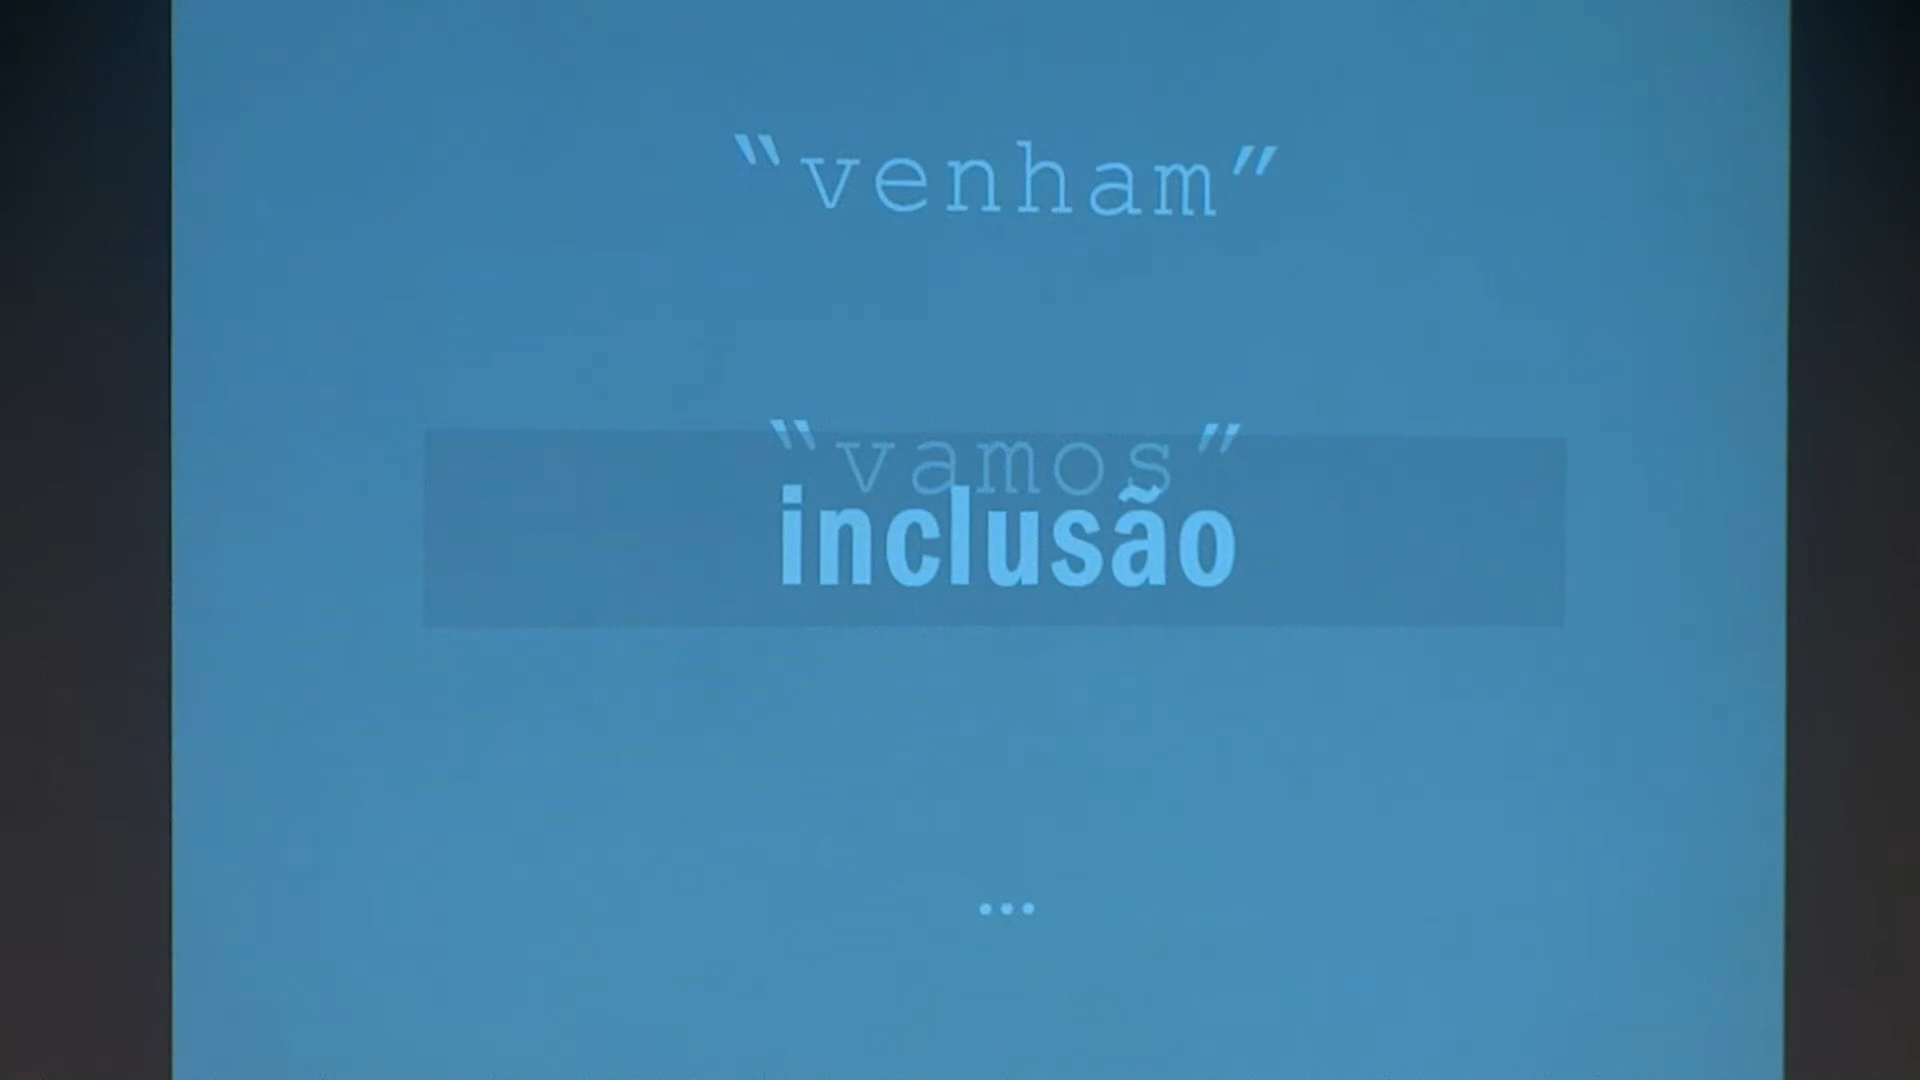 “venham”
“vamos”
inclusão
...